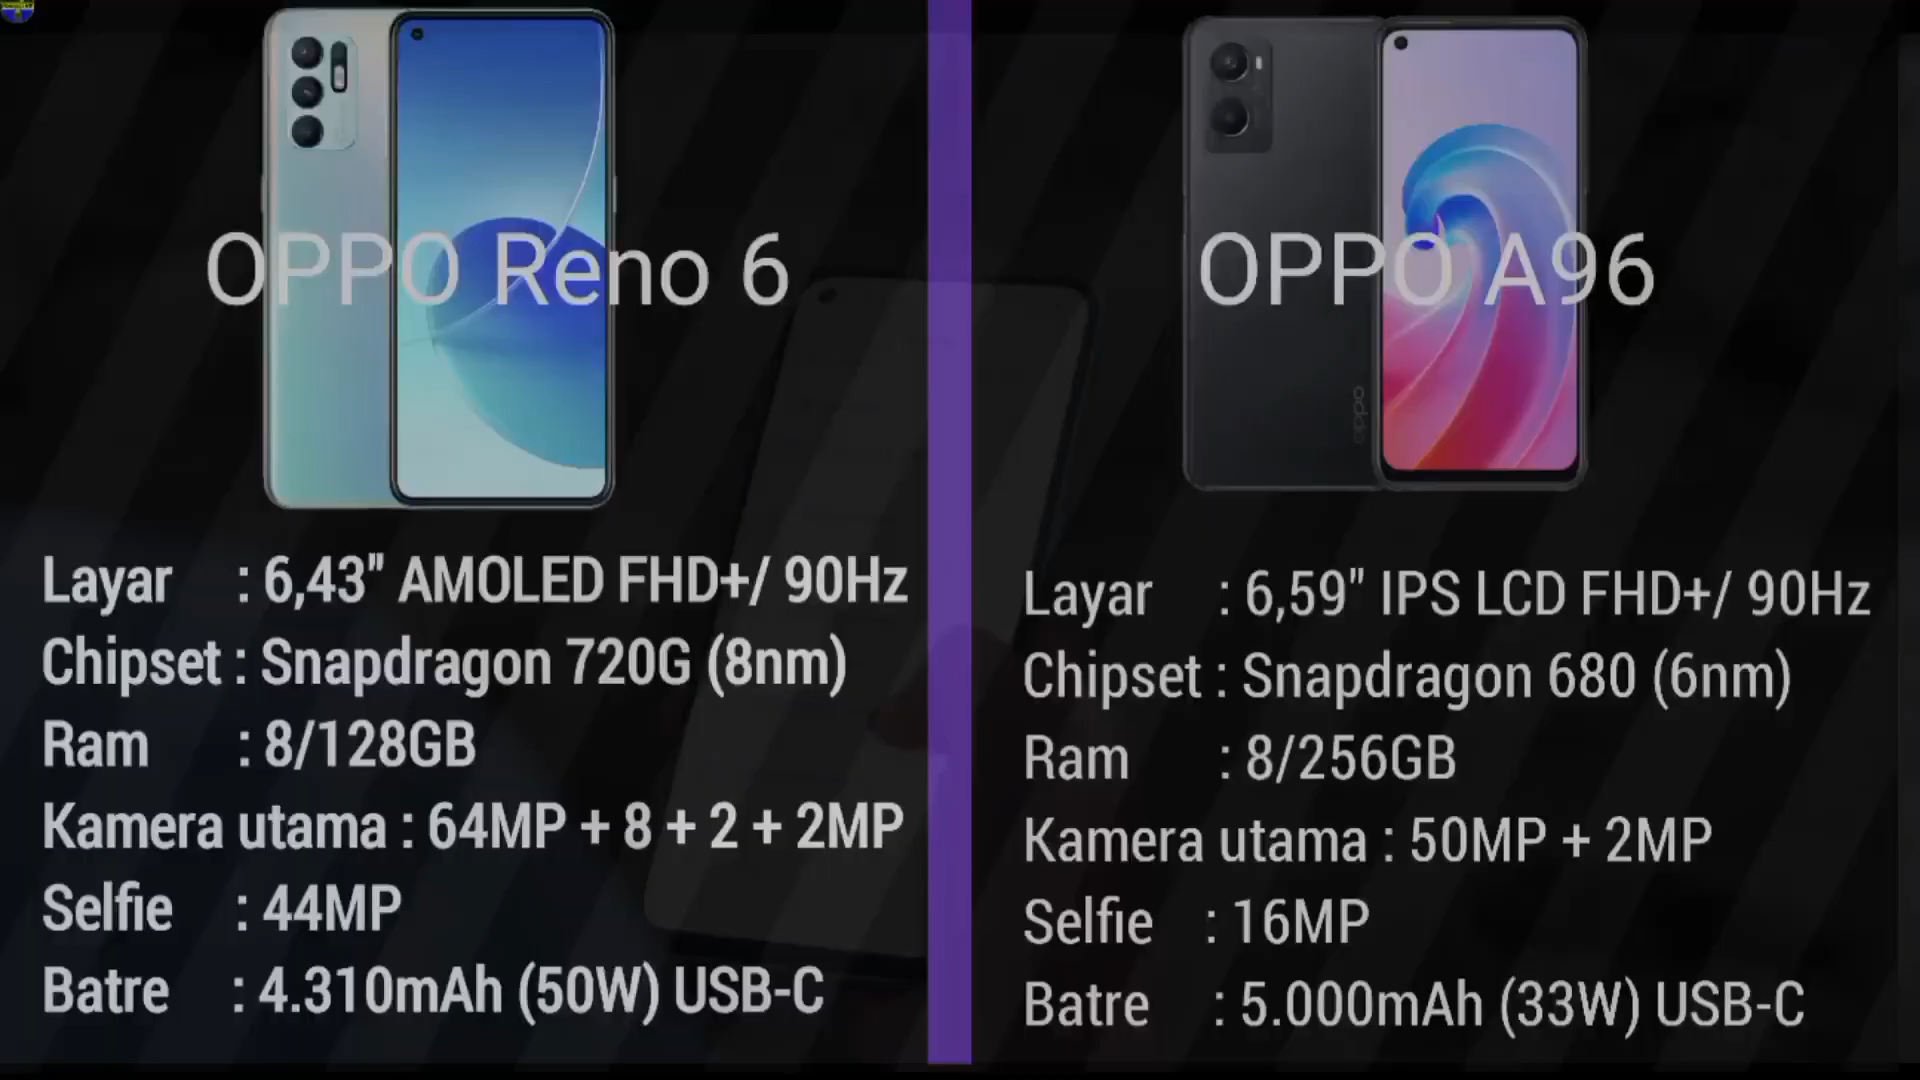 OPPO Reno 6
Layar : 6,43" AMOLED FHD+/ 90Hz
Chipset : Snapdragon 720G (8nm)
Ram : 8/128GB
Kamera utama : 64MP + 8 + 2 + 2MP
Selfie : 44MP
Batre : 4.310mAh (50W) USB-C
OPPO A96
oppo
Layar : 6,59" IPS LCD FHD+/ 90Hz
Chipset : Snapdragon 680 (6nm)
Ram : 8/256GB
Kamera utama : 50MP + 2MP
Selfie : 16MP
Batre : 5.000mAh (33W) USB-C